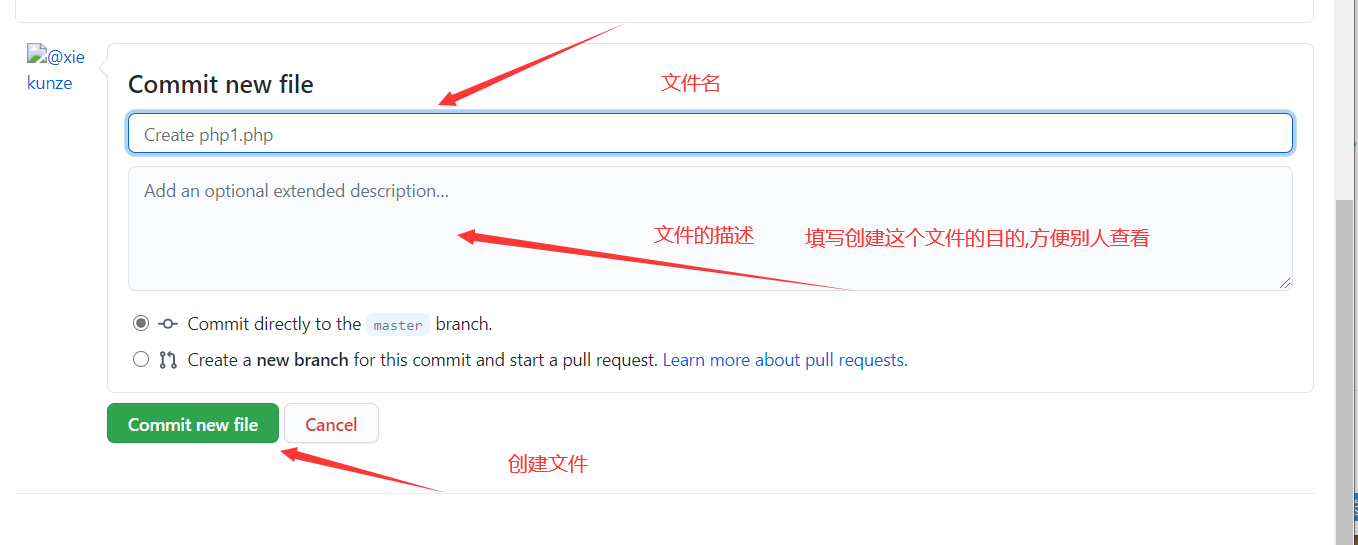 @xie
kunze
Commit new file
文件名
Create php1.php
Add an optional extended description...
文件的描述 填写创建这个文件的目的,方便别人查看
Commit directly to the master branch.
Create a new branch for this commit and start a pull request. Learn more about pull requests.
Commit new file Cancel
创建文件